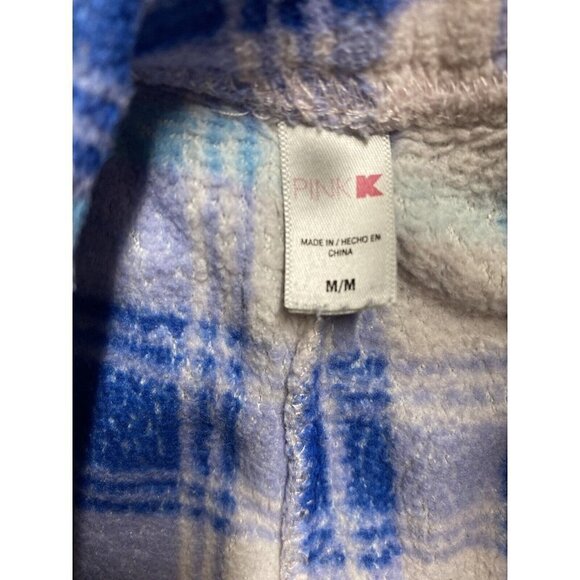 PINK K
MADE IN / HECHO EN
CHINA
M/M